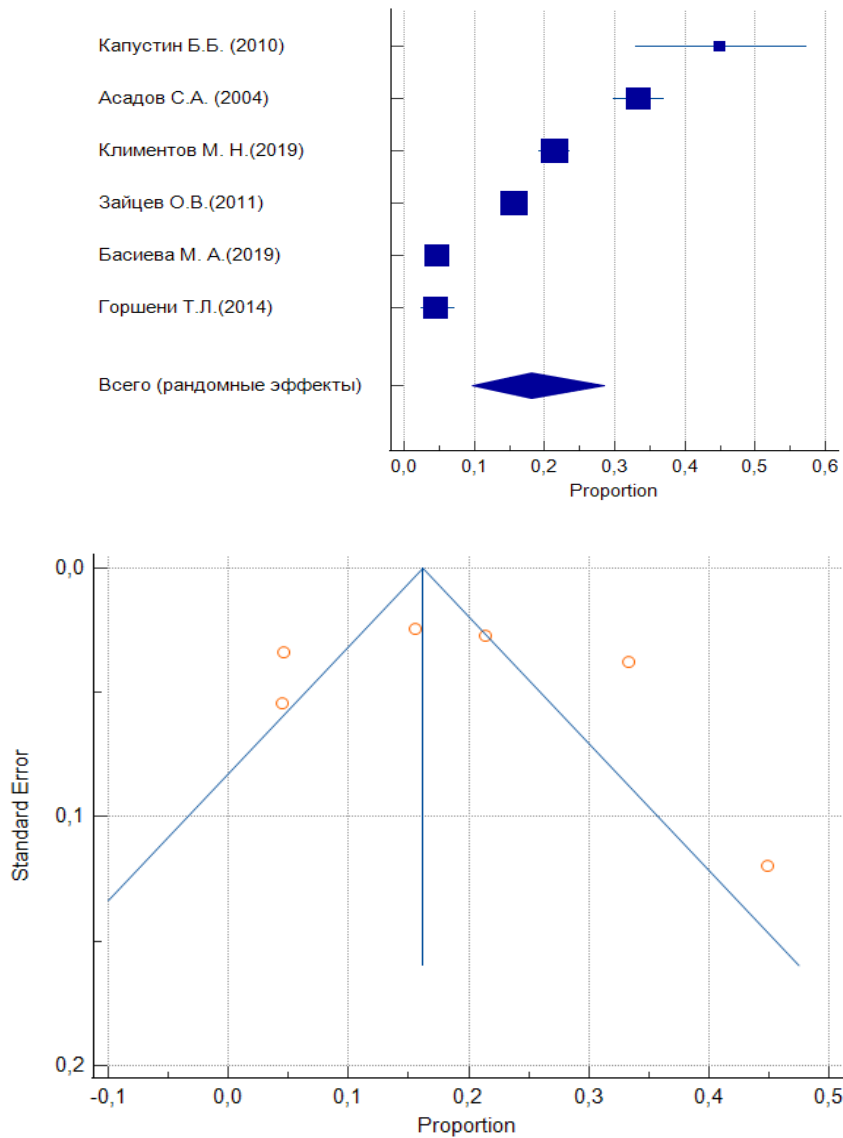 Капустин Б.Б. (2010)
Асадов С.А. (2004)
Климентов М. Н.(2019)
Зайцев О.В.(2011)
Басиева М. А.(2019)
Горшени Т.Л.(2014)
Всего (рандомные эффекты)
0,0 0,1 0,2 0,3 0,4 0,5 0,6
Proportion
0,0
0,1
0,2
Standard Error
-0,1 0,0 0,1 0,2 0,3 0,4 0,5
Proportion